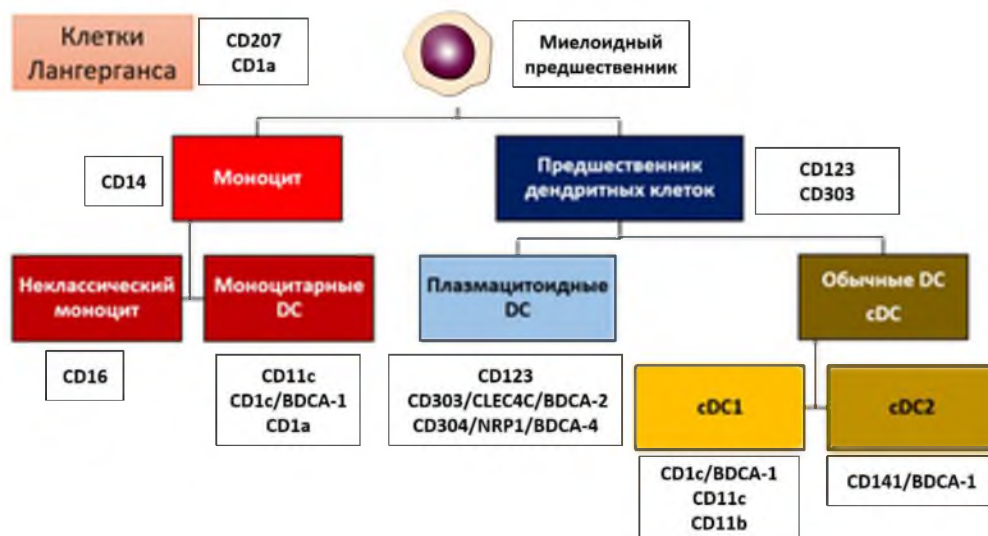 Клетки
Лангерганса
CD207
CD1a
Миелоидный
предшественник
CD14
Моноцит
Предшественник
дендритных клеток
CD123
CD303
Неклассический
моноцит
Моноцитарные
DC
Плазмацитоидные
DC
Обычные DC
cDC
CD16
CD11c
CD1c/BDCA-1
CD1a
CD123
CD303/CLEC4C/BDCA-2
CD304/NRP1/BDCA-4
cDC1
cDC2
CD1c/BDCA-1
CD11c
CD11b
CD141/BDCA-1